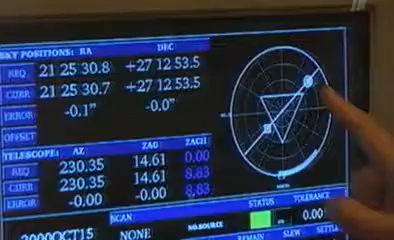 SKY POSITIONS: RA DEC
REQ 21 25 30.8 +27 12 53.5
CURR 21 25 30.7 +27 12 53.5
ERROR -0.1" -0.0"
OFFSET
TELESCOPE: AZ ZAG ZACH
REQ 230.35 14.61 0.00
CURR 230.35 14.61 8.83
ERROR -0.00 -0.00 8.83
SCAN STATUS TOLERANCE
2000OCT15 NONE NO SOURCE 0.00
REMAIN SLEW SETTL